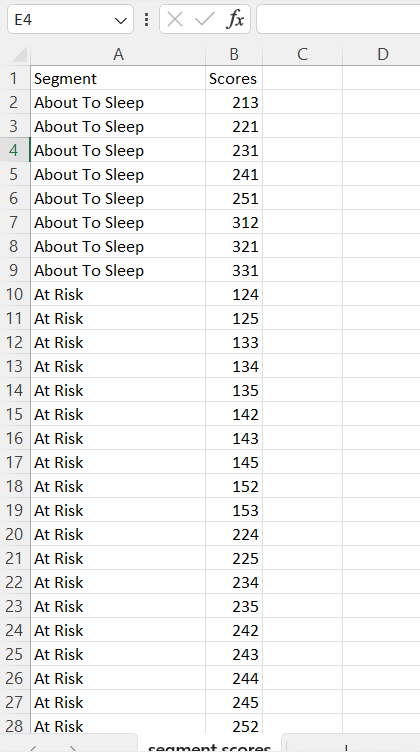 E4 fx
A B C D
1 Segment Scores
2 About To Sleep 213
3 About To Sleep 221
4 About To Sleep 231
5 About To Sleep 241
6 About To Sleep 251
7 About To Sleep 312
8 About To Sleep 321
9 About To Sleep 331
10 At Risk 124
11 At Risk 125
12 At Risk 133
13 At Risk 134
14 At Risk 135
15 At Risk 142
16 At Risk 143
17 At Risk 145
18 At Risk 152
19 At Risk 153
20 At Risk 224
21 At Risk 225
22 At Risk 234
23 At Risk 235
24 At Risk 242
25 At Risk 243
26 At Risk 244
27 At Risk 245
28 At Risk 252
segment scores